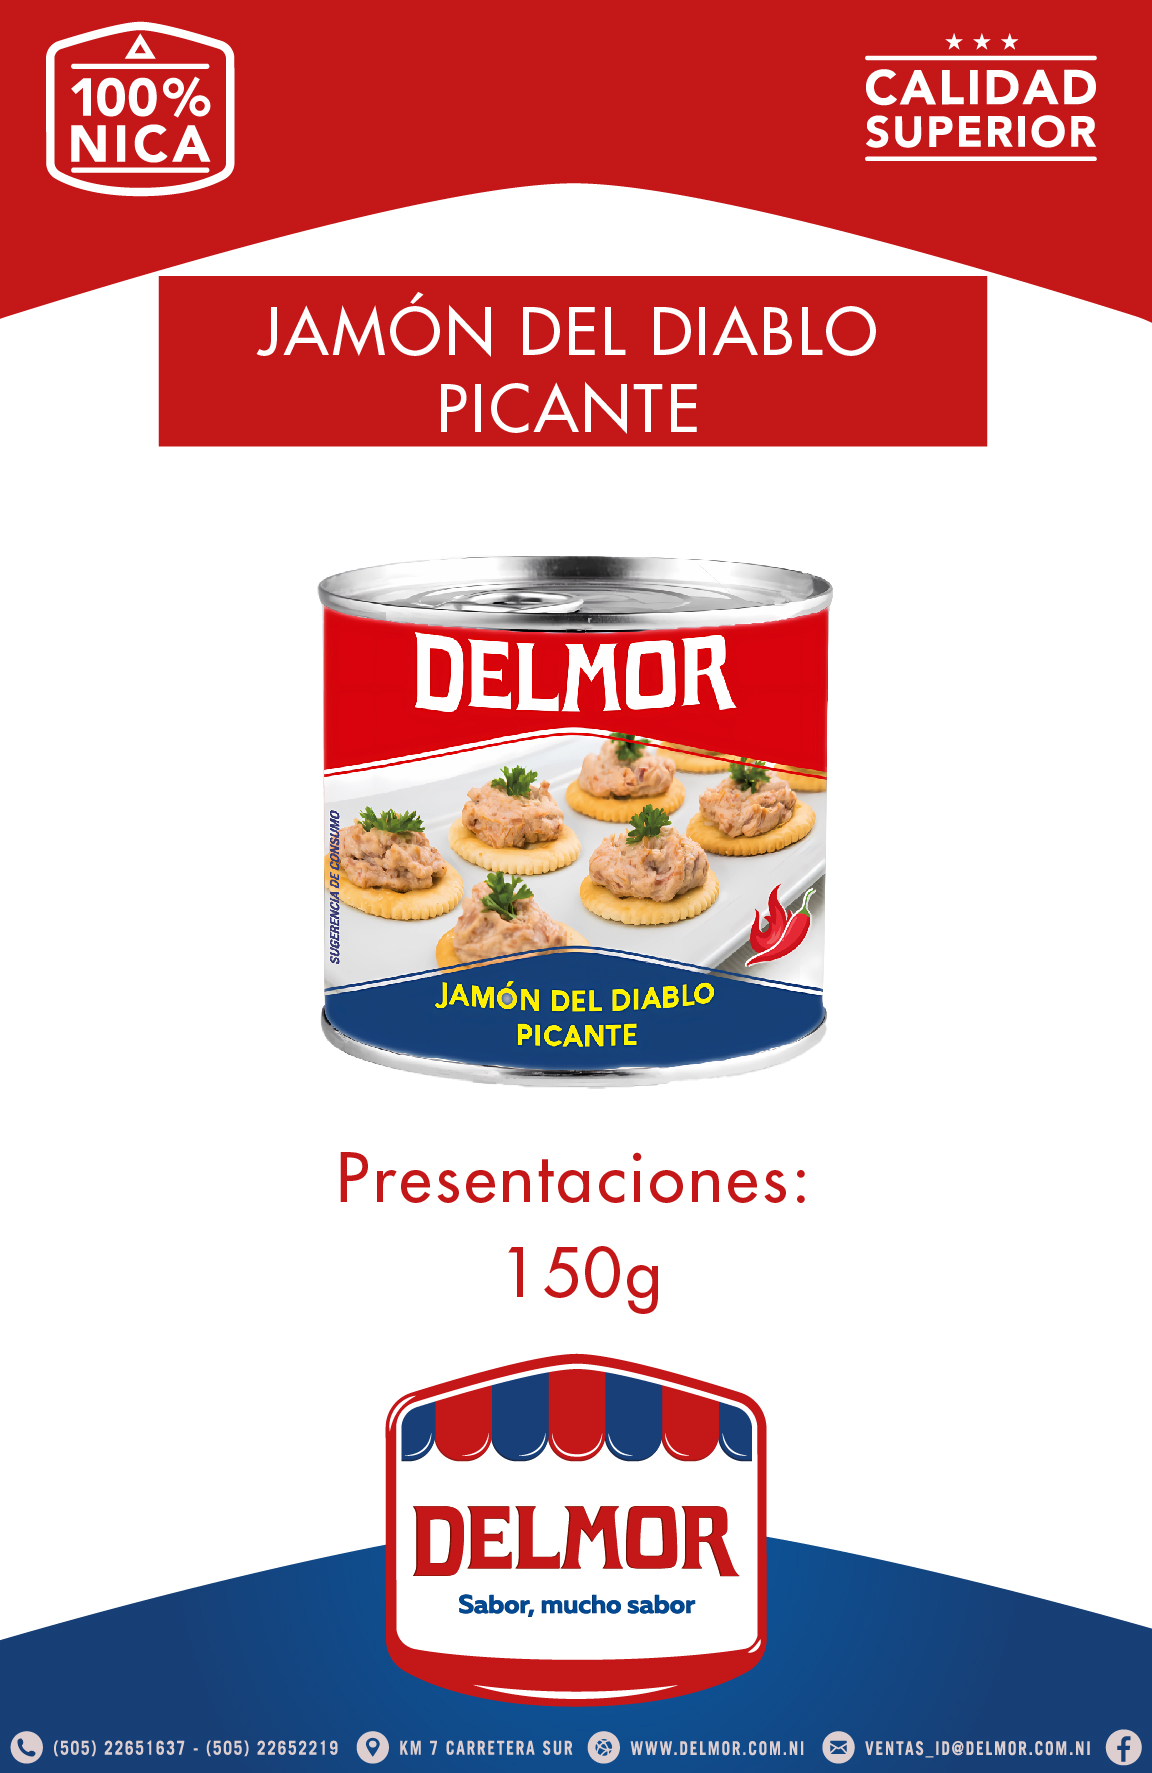 100%
NICA
CALIDAD
SUPERIOR
JAMÓN DEL DIABLO
PICANTE
DELMOR
SUGERENCIA DE CONSUMO
JAMÓN DEL DIABLO
PICANTE
Presentaciones:
150g
DELMOR
Sabor, mucho sabor
(505) 22651637 - (505) 22652219 KM 7 CARRETERA SUR WWW.DELMOR.COM.NI VENTAS_ID@DELMOR.COM.NI